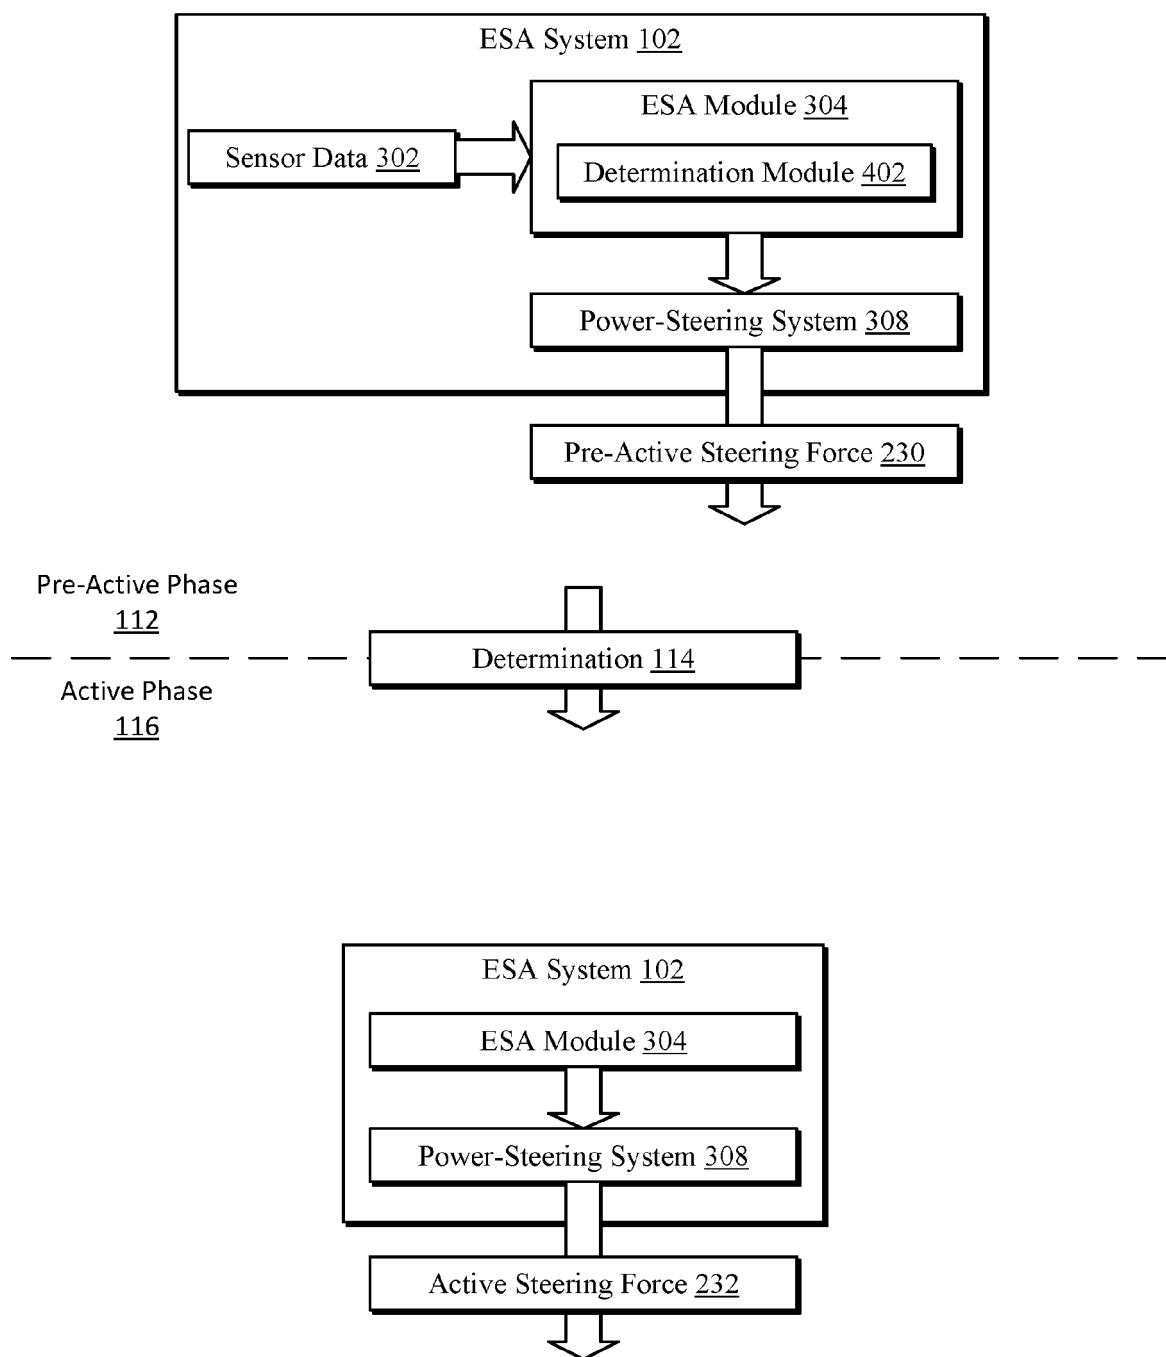 ESA System 102
ESA Module 304
Sensor Data 302
Determination Module 402
Power-Steering System 308
Pre-Active Steering Force 230
Pre-Active Phase
112
Determination 114
Active Phase
116
ESA System 102
ESA Module 304
Power-Steering System 308
Active Steering Force 232